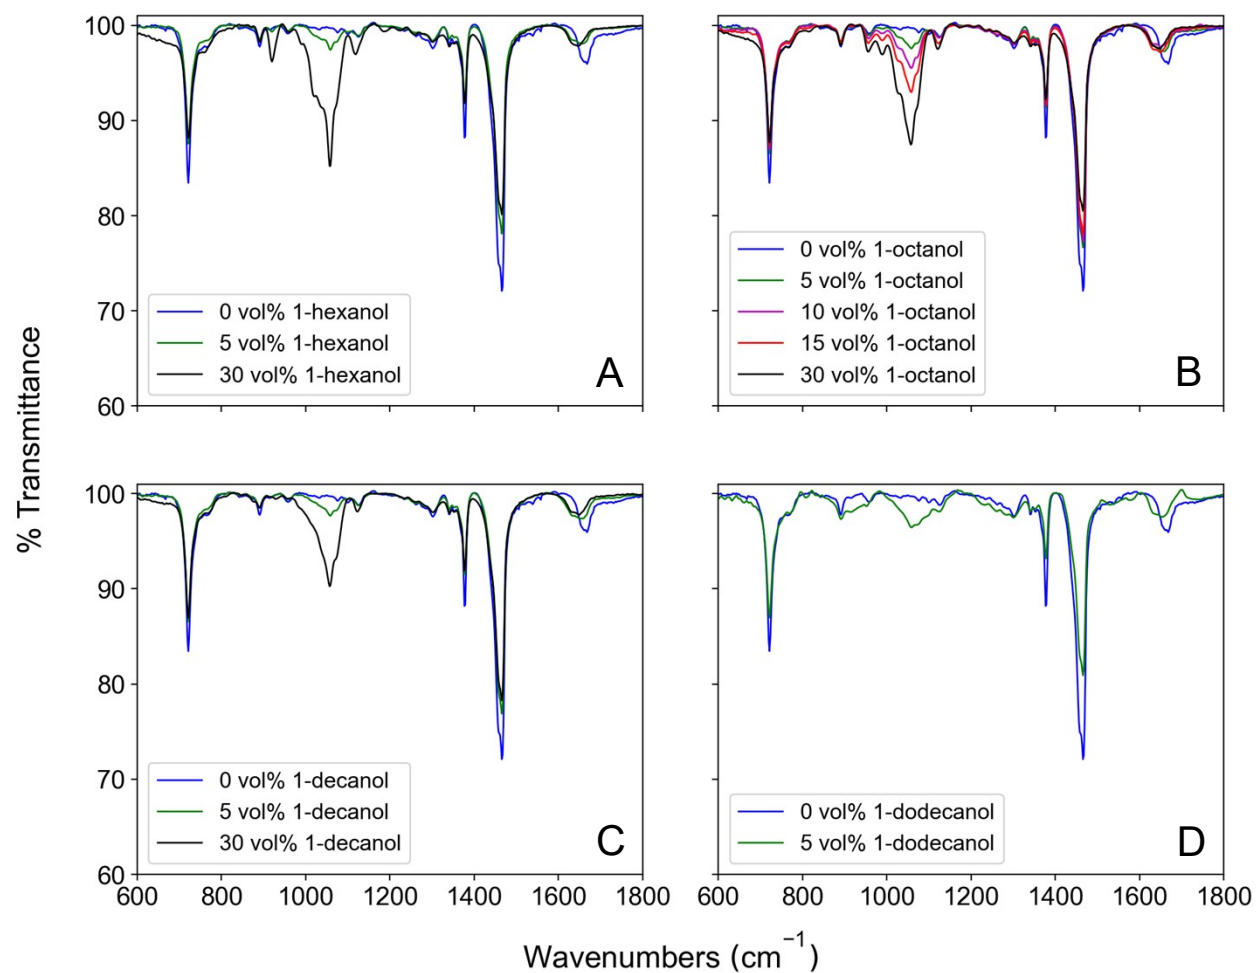 % Transmittance
100
90
80
70
60
0 vol% 1-hexanol
5 vol% 1-hexanol
30 vol% 1-hexanol
A
0 vol% 1-octanol
5 vol% 1-octanol
10 vol% 1-octanol
15 vol% 1-octanol
30 vol% 1-octanol
B
100
90
80
70
60
0 vol% 1-decanol
5 vol% 1-decanol
30 vol% 1-decanol
C
0 vol% 1-dodecanol
5 vol% 1-dodecanol
D
600 800 1000 1200 1400 1600 1800
600 800 1000 1200 1400 1600 1800
Wavenumbers (cm⁻¹)